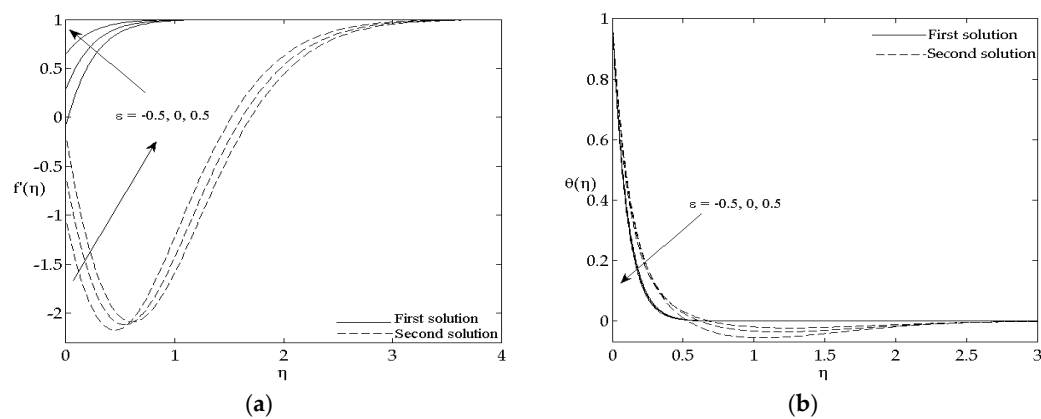 1
0.5
0
-0.5
-1
-1.5
-2
f'(η)
ε = -0.5, 0, 0.5
First solution
Second solution
0 1 2 3 4
η
(a)
1
0.8
0.6
0.4
0.2
0
θ(η)
First solution
Second solution
ε = -0.5, 0, 0.5
0 0.5 1 1.5 2 2.5 3
η
(b)